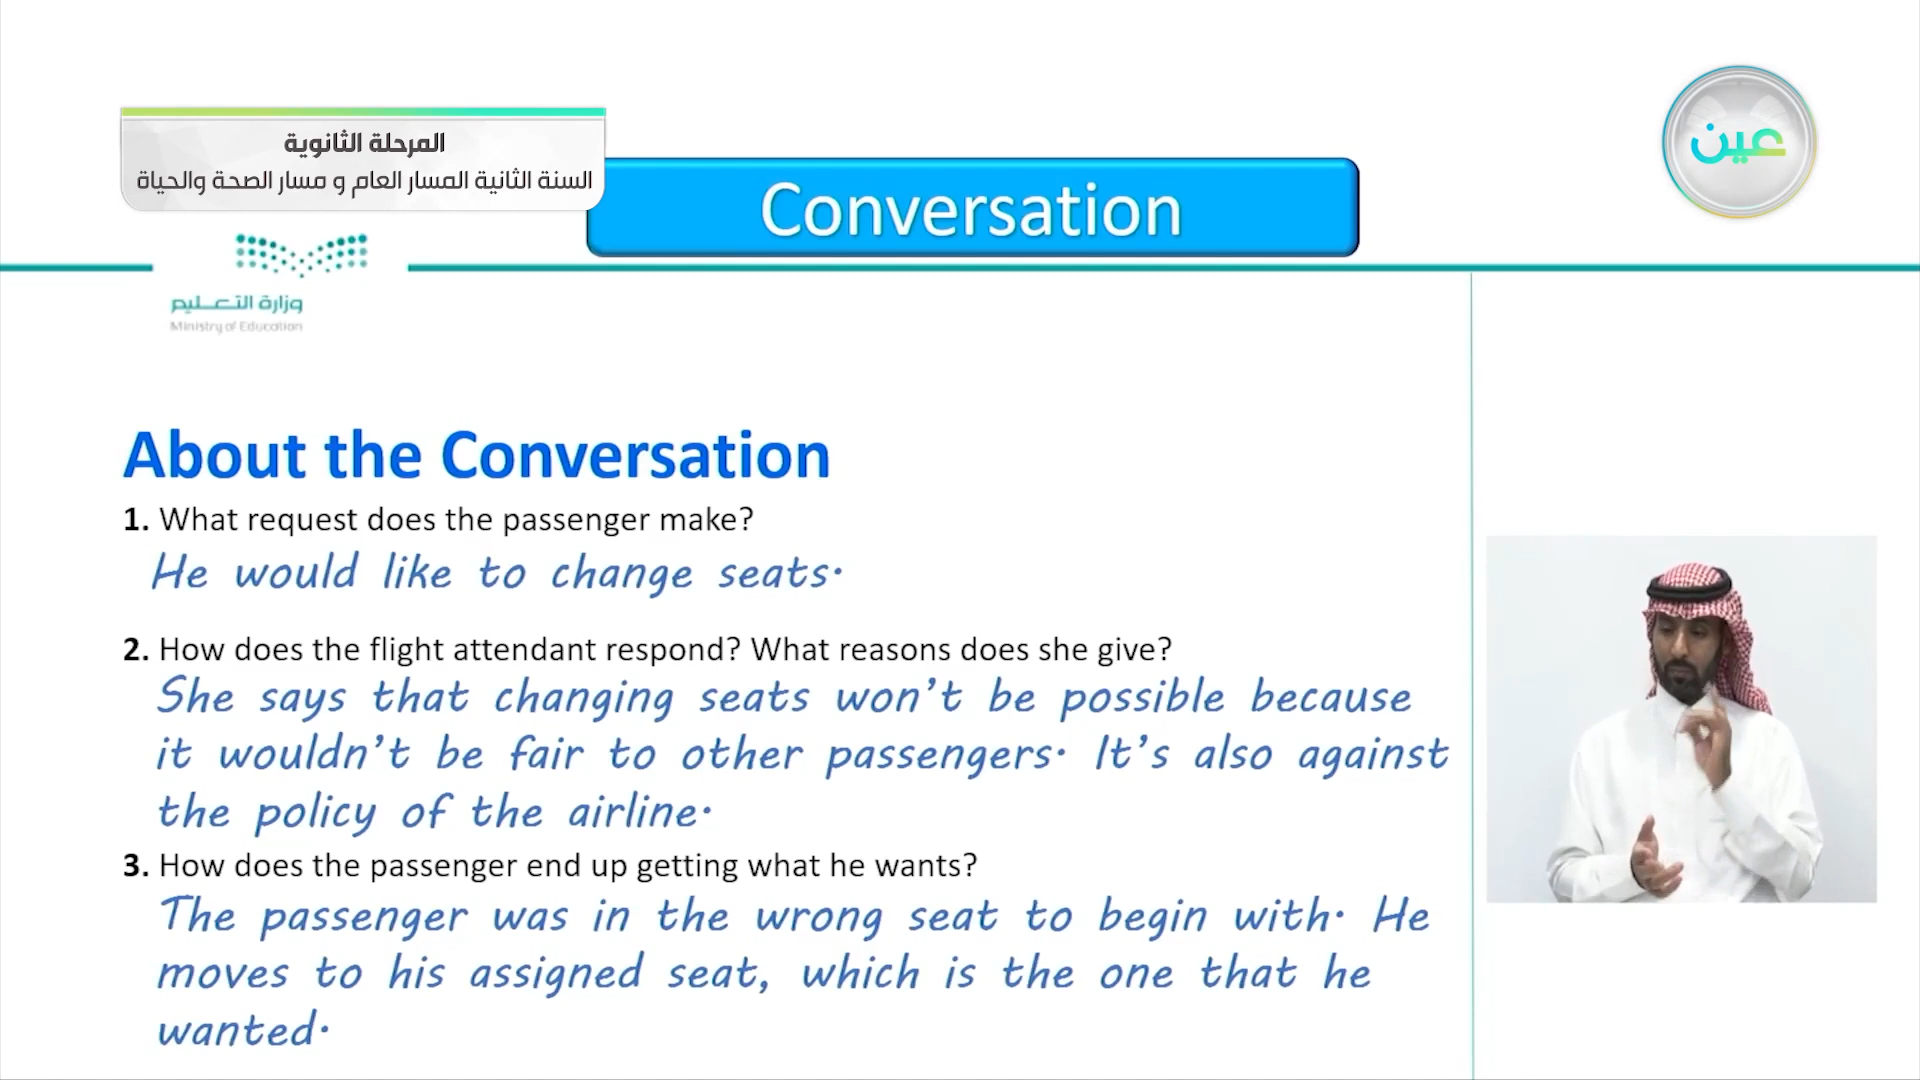 المرحلة الثانوية
السنة الثانية المسار العام و مسار الصحة والحياة
عين
Conversation
وزارة التعـــليم
Ministry of Education
About the Conversation
1. What request does the passenger make?
He would like to change seats.
2. How does the flight attendant respond? What reasons does she give?
She says that changing seats won't be possible because
it wouldn't be fair to other passengers. It's also against
the policy of the airline.
3. How does the passenger end up getting what he wants?
The passenger was in the wrong seat to begin with. He
moves to his assigned seat, which is the one that he
wanted.